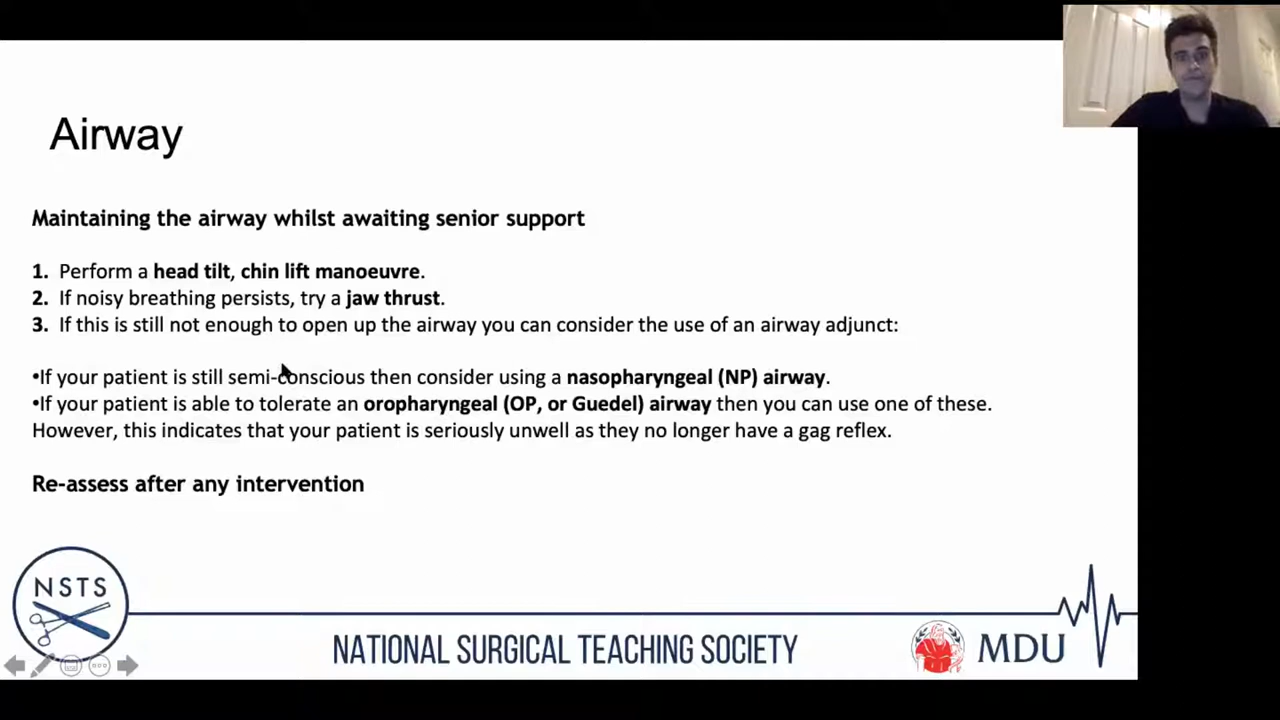 Airway
Maintaining the airway whilst awaiting senior support
1. Perform a head tilt, chin lift manoeuvre.
2. If noisy breathing persists, try a jaw thrust.
3. If this is still not enough to open up the airway you can consider the use of an airway adjunct:
•If your patient is still semi-conscious then consider using a nasopharyngeal (NP) airway.
•If your patient is able to tolerate an oropharyngeal (OP, or Guedel) airway then you can use one of these.
However, this indicates that your patient is seriously unwell as they no longer have a gag reflex.
Re-assess after any intervention
NSTS
NATIONAL SURGICAL TEACHING SOCIETY
MDU